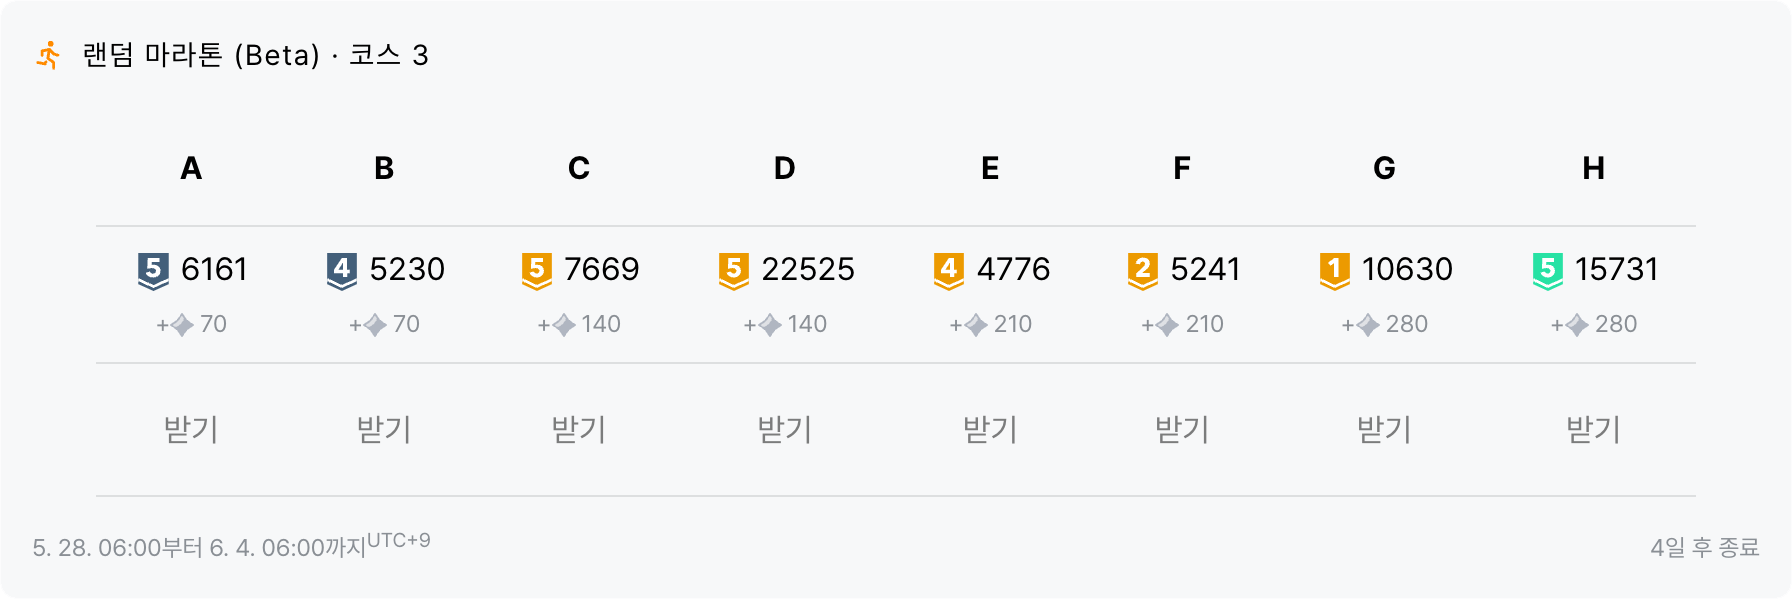 랜덤 마라톤 (Beta) · 코스 3
A B C D E F G H
5 6161 4 5230 5 7669 5 22525 4 4776 2 5241 1 10630 5 15731
+70 +70 +140 +140 +210 +210 +280 +280
받기 받기 받기 받기 받기 받기 받기 받기
5. 28. 06:00부터 6. 4. 06:00까지UTC+9 4일 후 종료